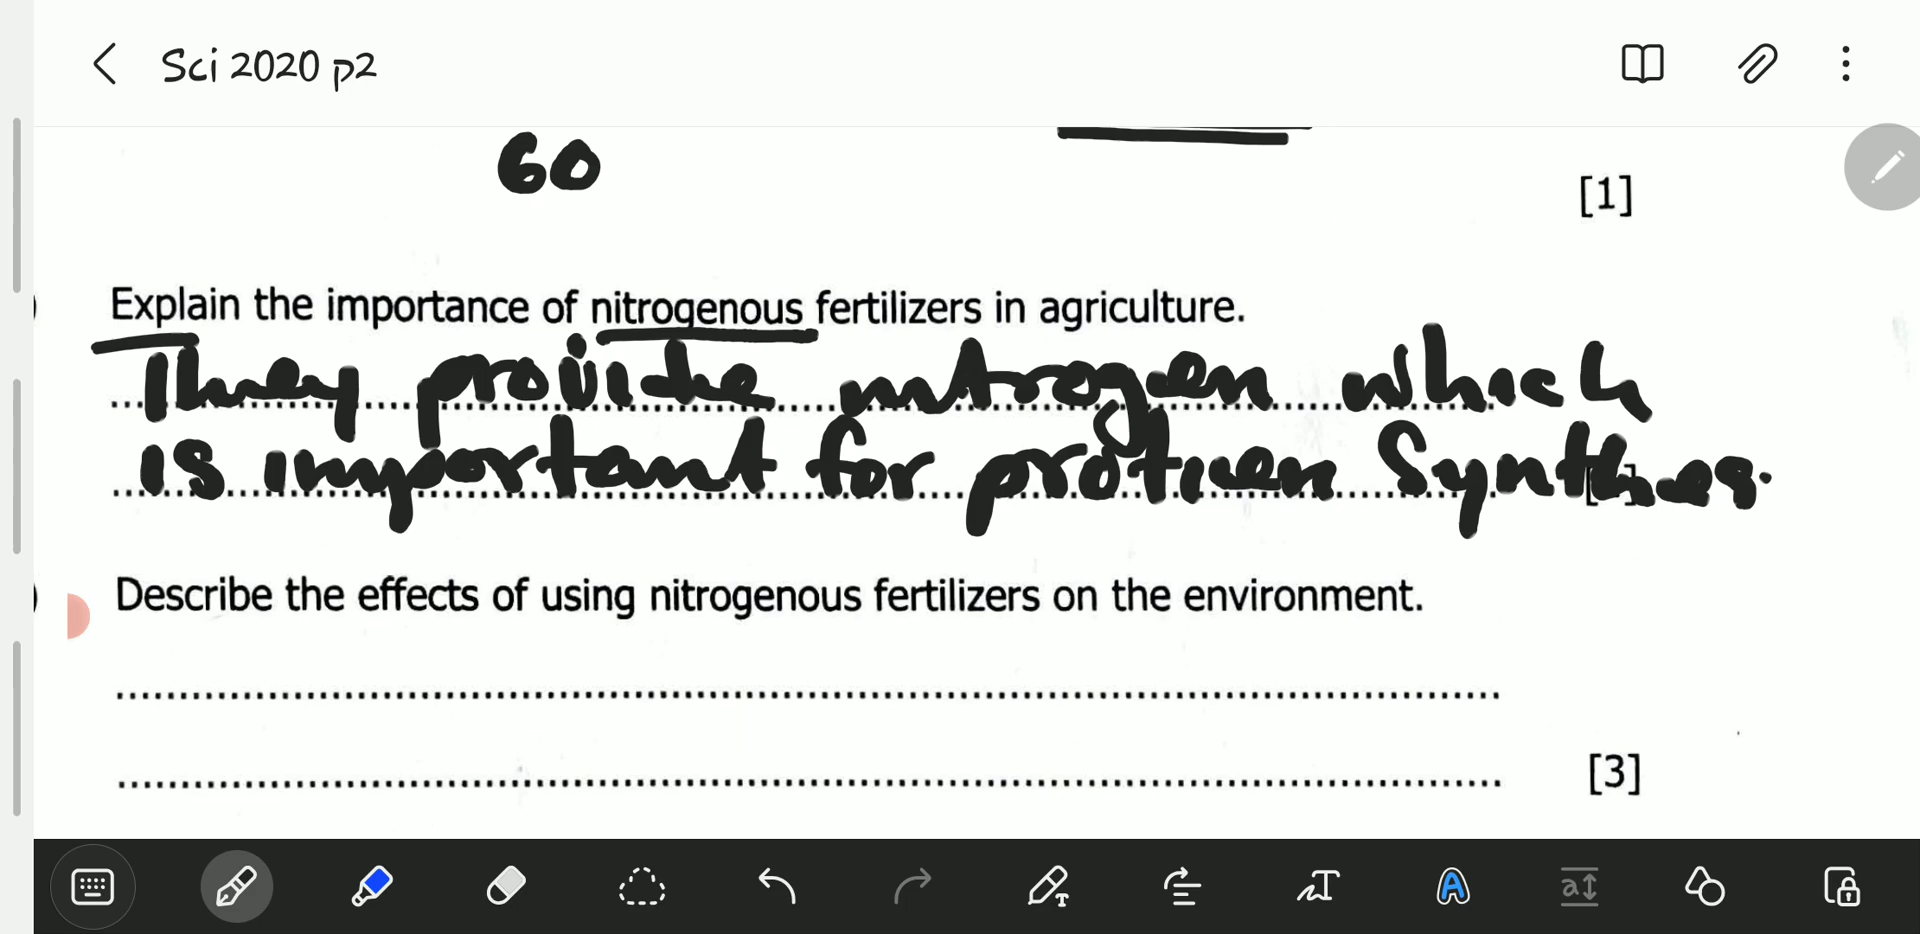 Sci 2020 p2
60
[1]
Explain the importance of nitrogenous fertilizers in agriculture.
They provide nitrogen which
is important for protein Synthes.
Describe the effects of using nitrogenous fertilizers on the environment.
[3]